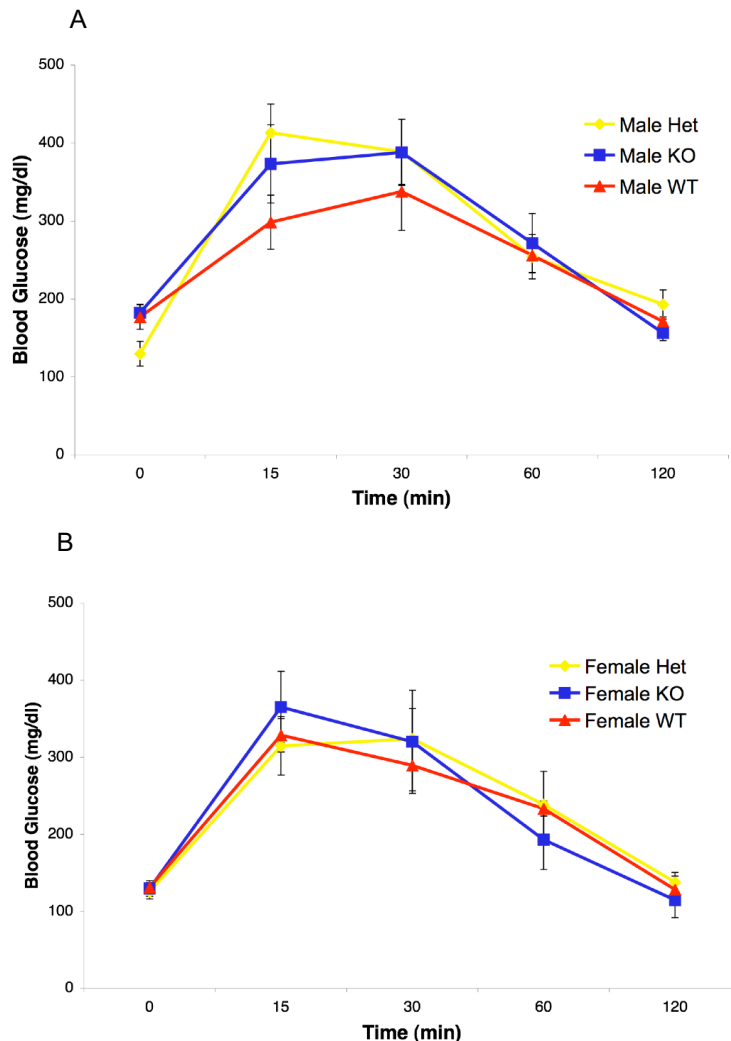 A
500
400
300
200
100
0
Blood Glucose (mg/dl)
Male Het
Male KO
Male WT
0 15 30 60 120
Time (min)
B
500
400
300
200
100
0
Blood Glucose (mg/dl)
Female Het
Female KO
Female WT
0 15 30 60 120
Time (min)